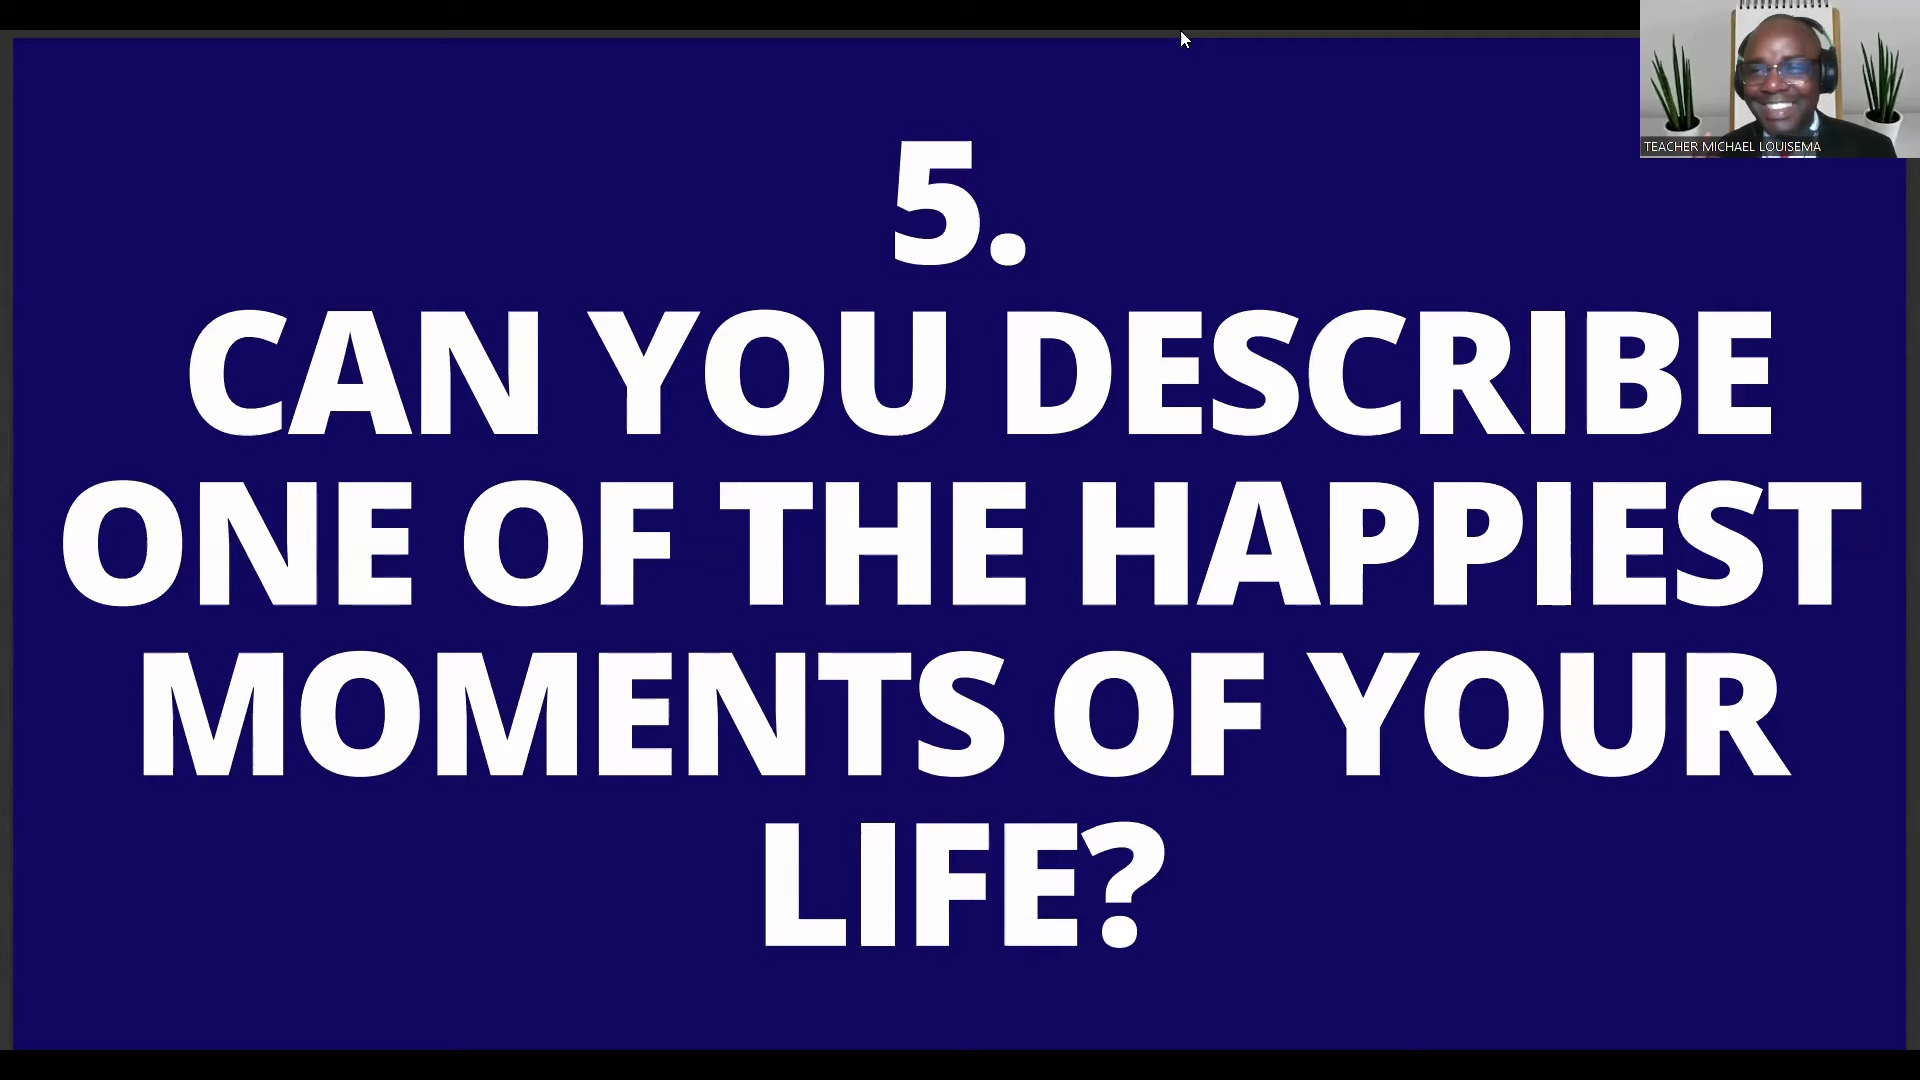 TEACHER MICHAEL LOUISEMA
5.
CAN YOU DESCRIBE
ONE OF THE HAPPIEST
MOMENTS OF YOUR
LIFE?